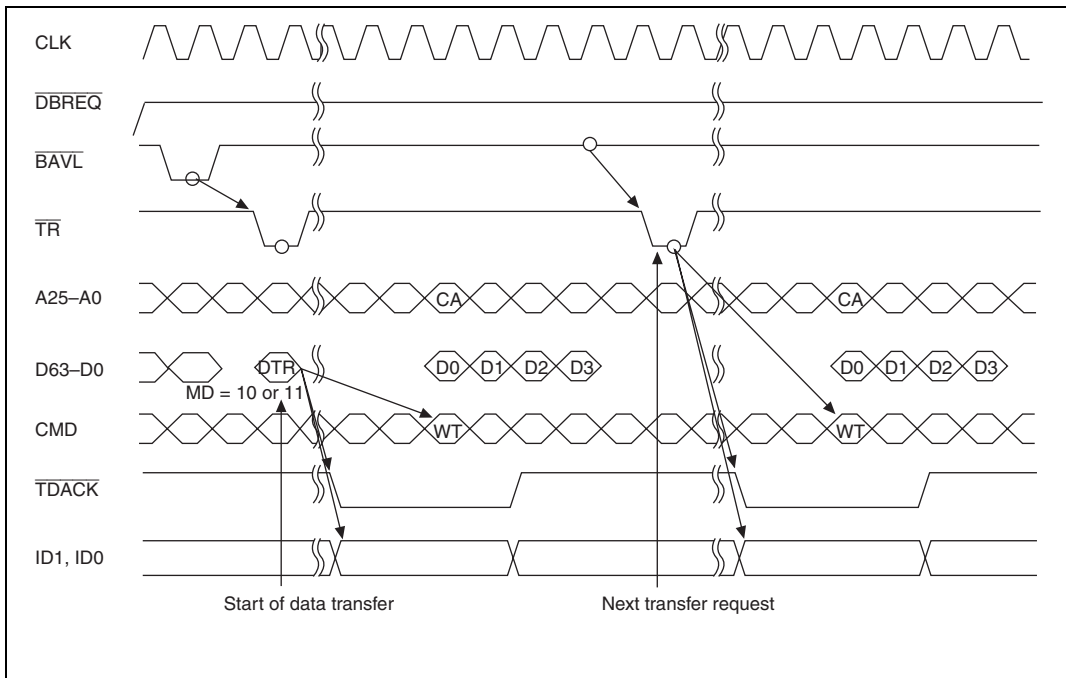 CLK
DBREQ
BAVL
TR
A25–A0 CA CA
D63–D0 DTR D0 D1 D2 D3 D0 D1 D2 D3
MD = 10 or 11
CMD WT WT
TDACK
ID1, ID0
Start of data transfer Next transfer request